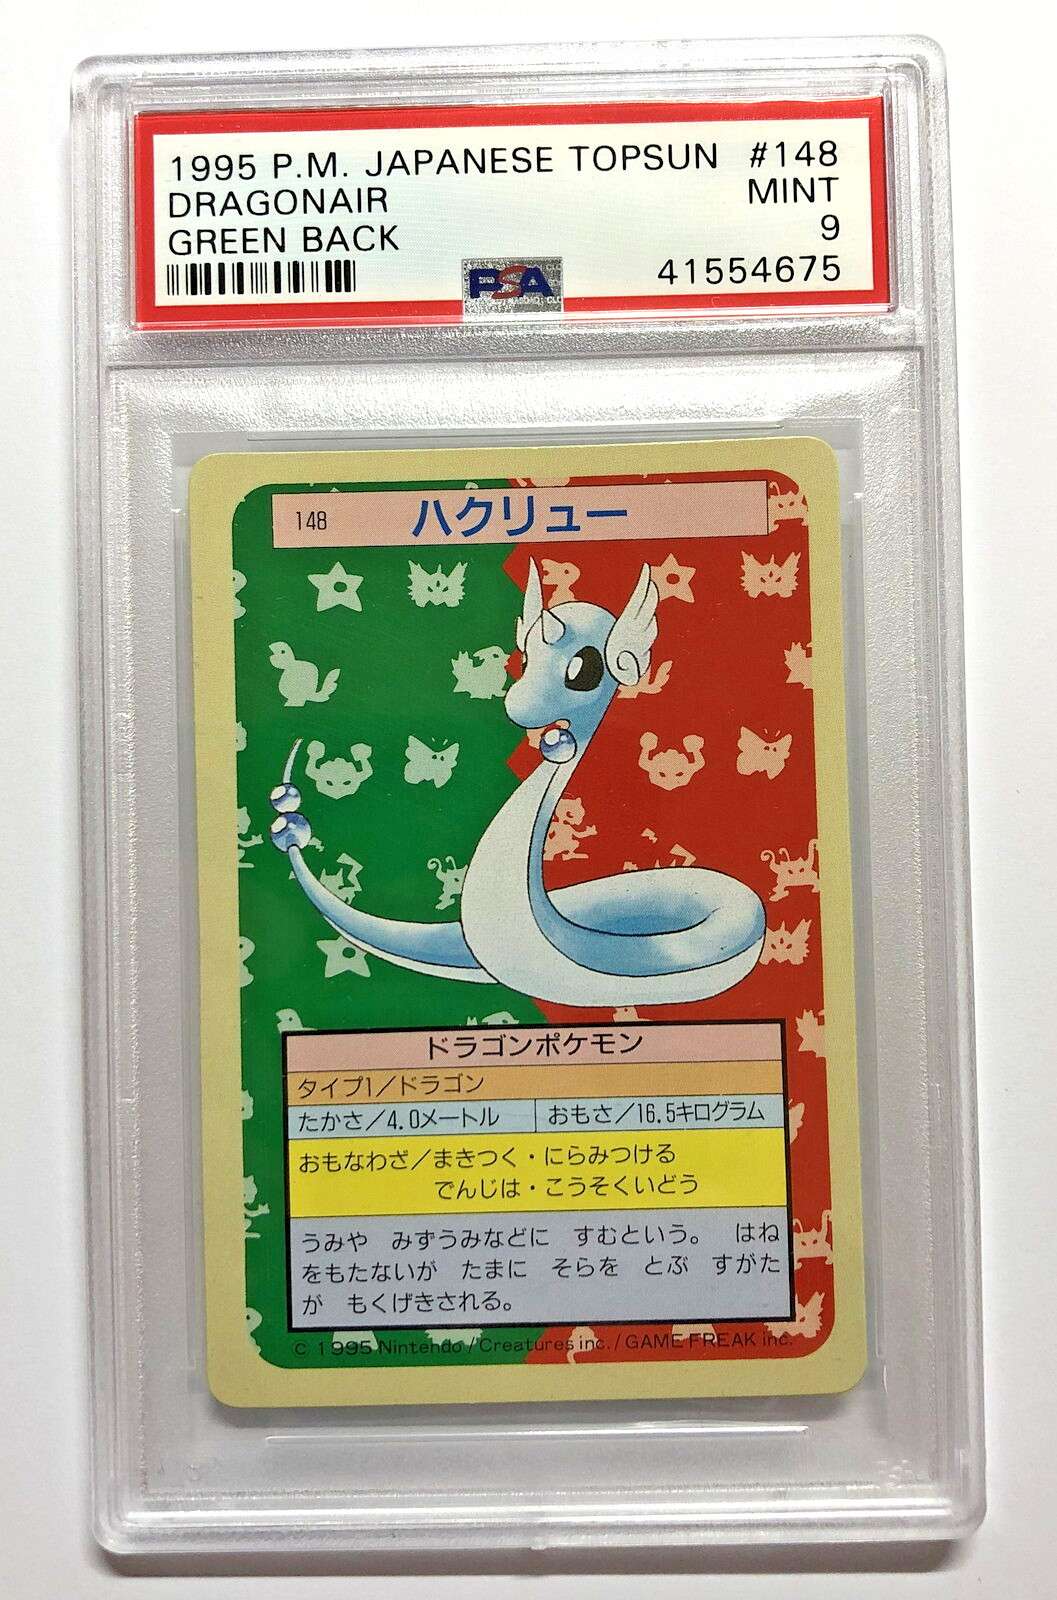 1995 P.M. JAPANESE TOPSUN #148
DRAGONAIR MINT
GREEN BACK 9
PSA 41554675
148 ハクリュー
ドラゴンポケモン
タイプ1/ドラゴン
たかさ/4.0メートル おもさ/16.5キログラム
おもなわざ/まきつく・にらみつける
でんじは・こうそくいどう
うみや みずうみなどに すむという。 はね
をもたないが たまに そらを とぶ すがた
が もくげきされる。
© 1995 Nintendo/Creatures inc./GAME FREAK inc.